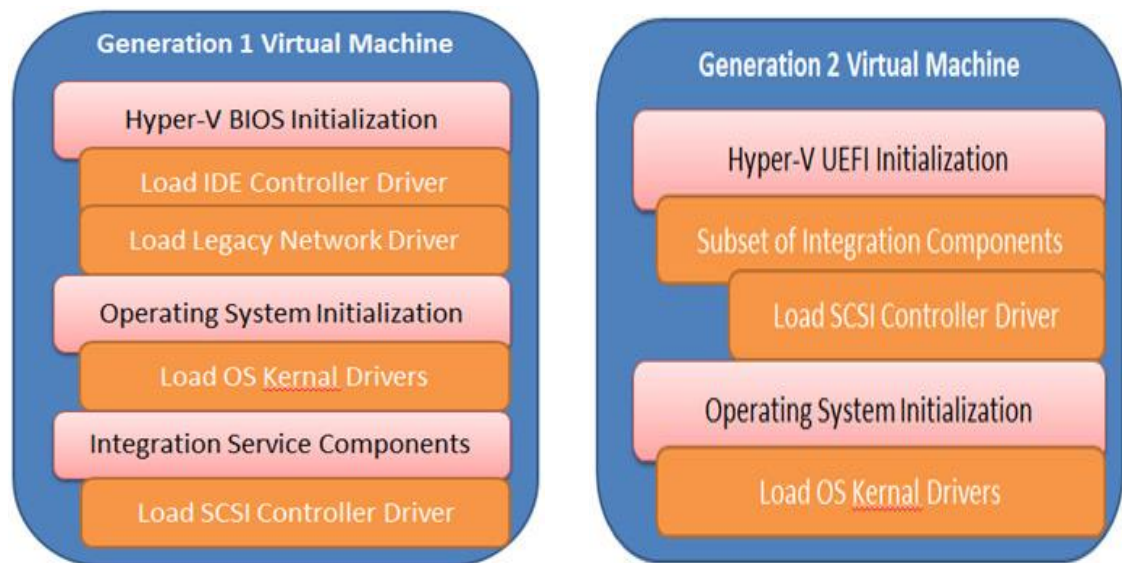 Generation 1 Virtual Machine
Hyper-V BIOS Initialization
Load IDE Controller Driver
Load Legacy Network Driver
Operating System Initialization
Load OS Kernal Drivers
Integration Service Components
Load SCSI Controller Driver
Generation 2 Virtual Machine
Hyper-V UEFI Initialization
Subset of Integration Components
Load SCSI Controller Driver
Operating System Initialization
Load OS Kernal Drivers